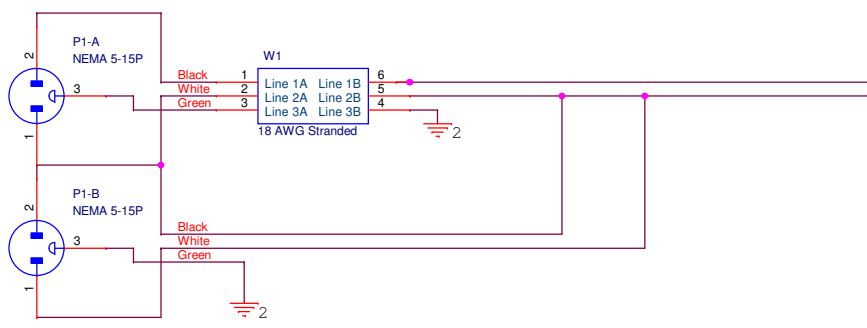 P1-A
NEMA 5-15P
2
3
1
Black
White
Green
W1
1
2
3
Line 1A Line 1B
Line 2A Line 2B
Line 3A Line 3B
6
5
4
18 AWG Stranded
2
P1-B
NEMA 5-15P
2
3
1
Black
White
Green
2